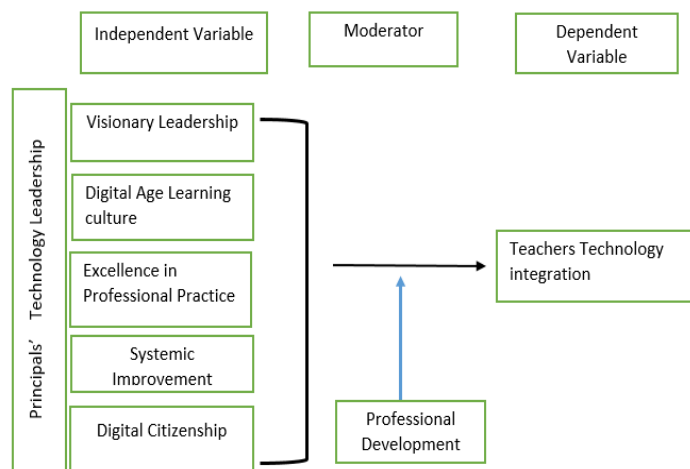 Independent Variable
Moderator
Dependent
Variable
Principals' Technology Leadership
Visionary Leadership
Digital Age Learning
culture
Excellence in
Professional Practice
Systemic
Improvement
Digital Citizenship
Teachers Technology
integration
Professional
Development